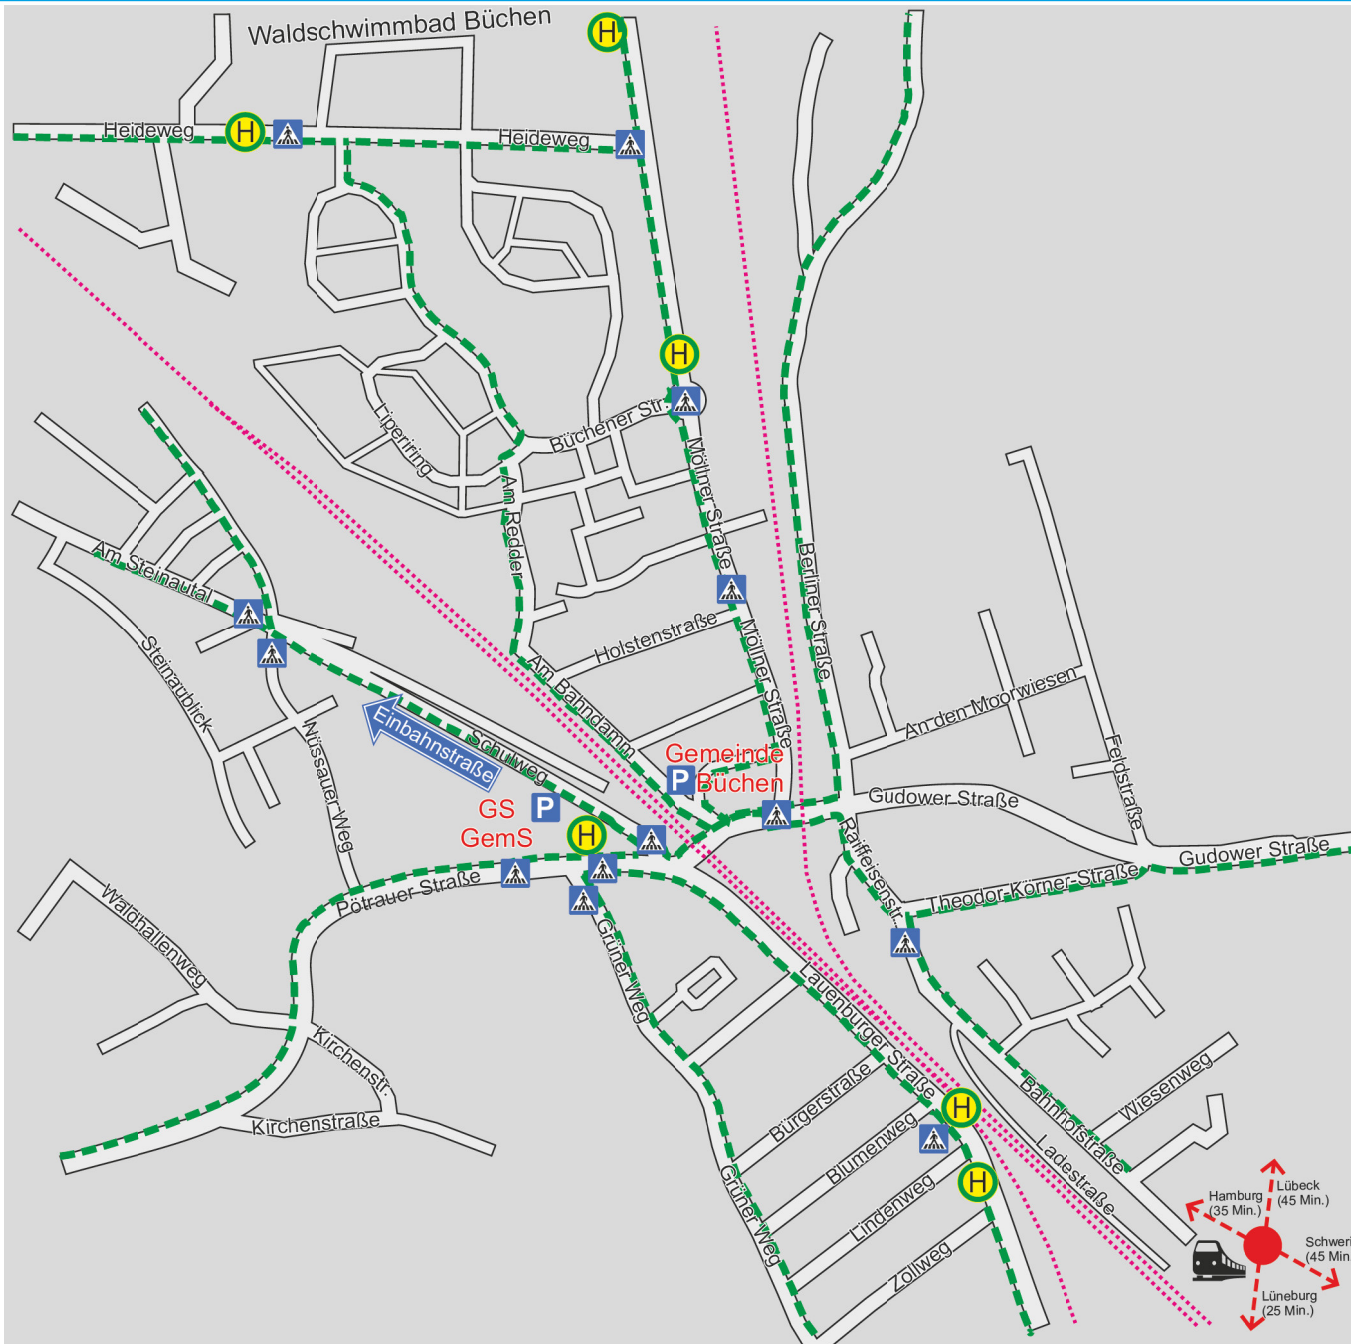 Waldschwimmbad Büchen
H
Heideweg
H
Heideweg
H
Liperiring
Büchener Str.
Möllner Straße
Am Redder
Am Steinautal
Berliner Straße
Holstenstraße
Möllner Straße
Steinaublick
Am Bahndamm
An den Moorwiesen
Nüssauer Weg
Einbahnstraße
Schulweg
Gemeinde
P
Büchen
Feldstraße
GS
P
GemS
H
Gudower Straße
Raiffeisenstr.
Gudower Straße
Pötrauer Straße
Theodor-Körner-Straße
Waldhallenweg
Grüner Weg
Lauenburger Straße
Kirchenstr.
Kirchenstraße
Bürgerstraße
H
Bahnhofstraße
Wiesenweg
Blumenweg
Ladestraße
Grüner Weg
Lindenweg
H
Zollweg
Hamburg
(35 Min.)
Lübeck
(45 Min.)
Schweri
(45 Min
Lüneburg
(25 Min.)